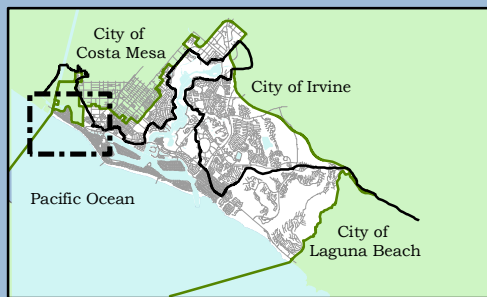 City of
Costa Mesa
City of Irvine
Pacific Ocean
City of
Laguna Beach